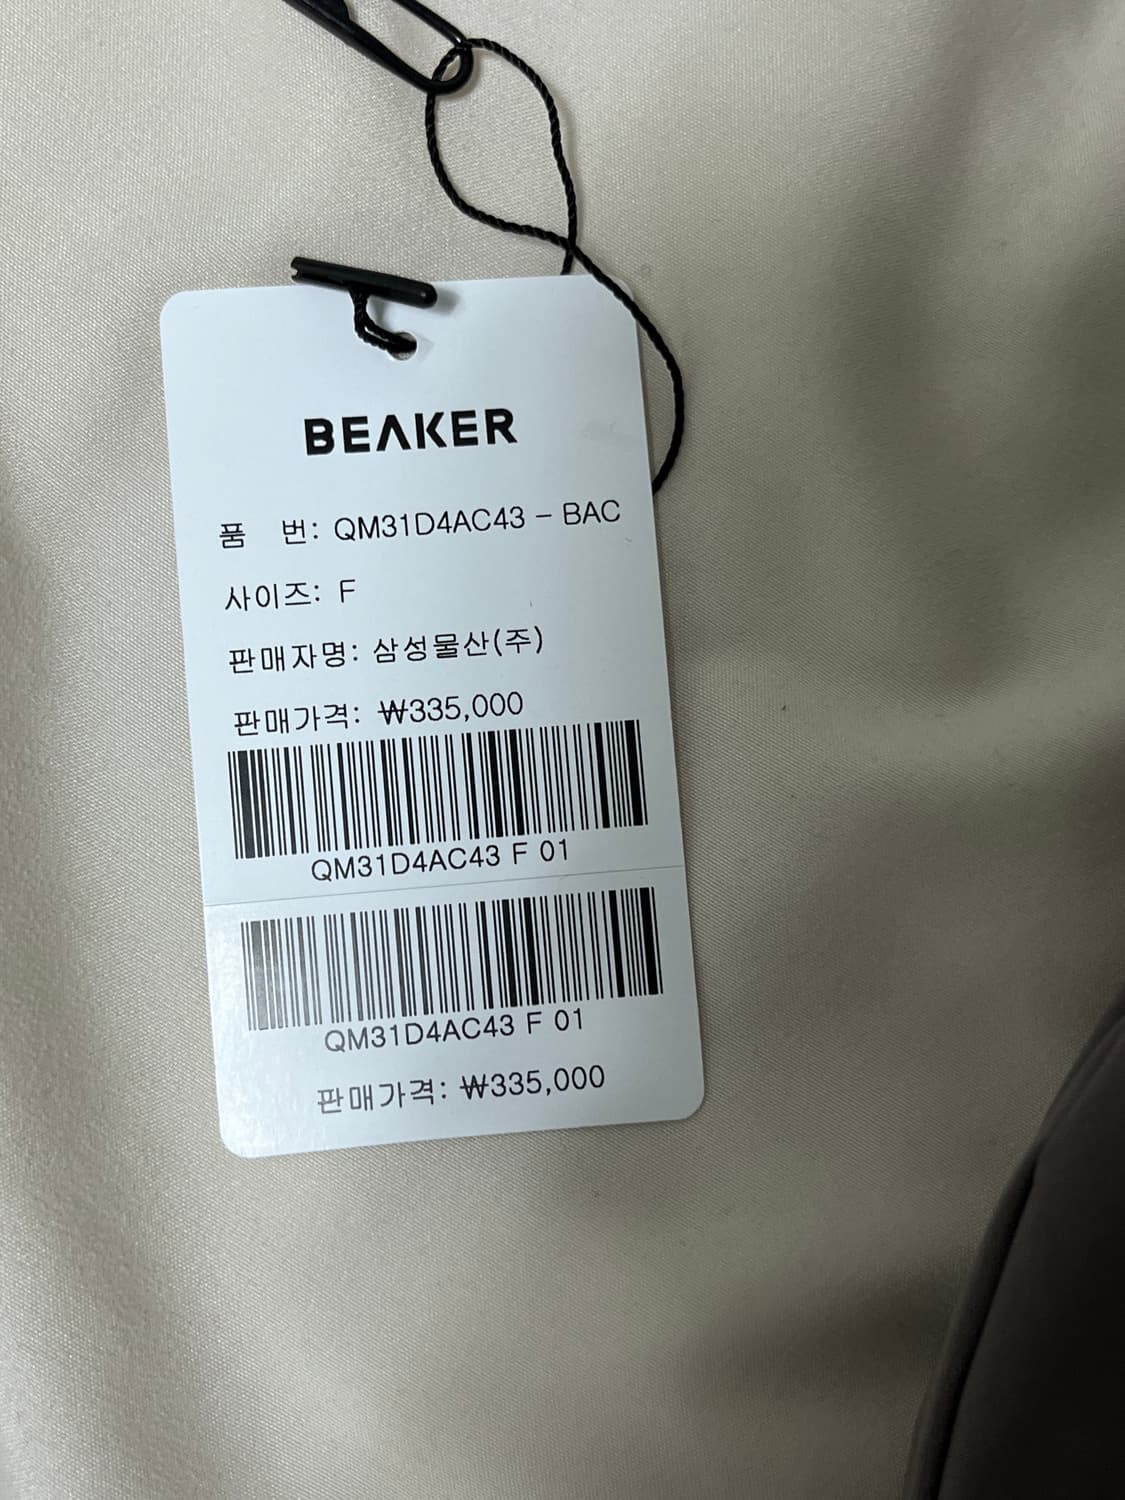 BEAKER
품 번: QM31D4AC43 - BAC
사이즈: F
판매자명: 삼성물산(주)
판매가격: ₩335,000
QM31D4AC43 F 01
QM31D4AC43 F 01
판매가격: ₩335,000